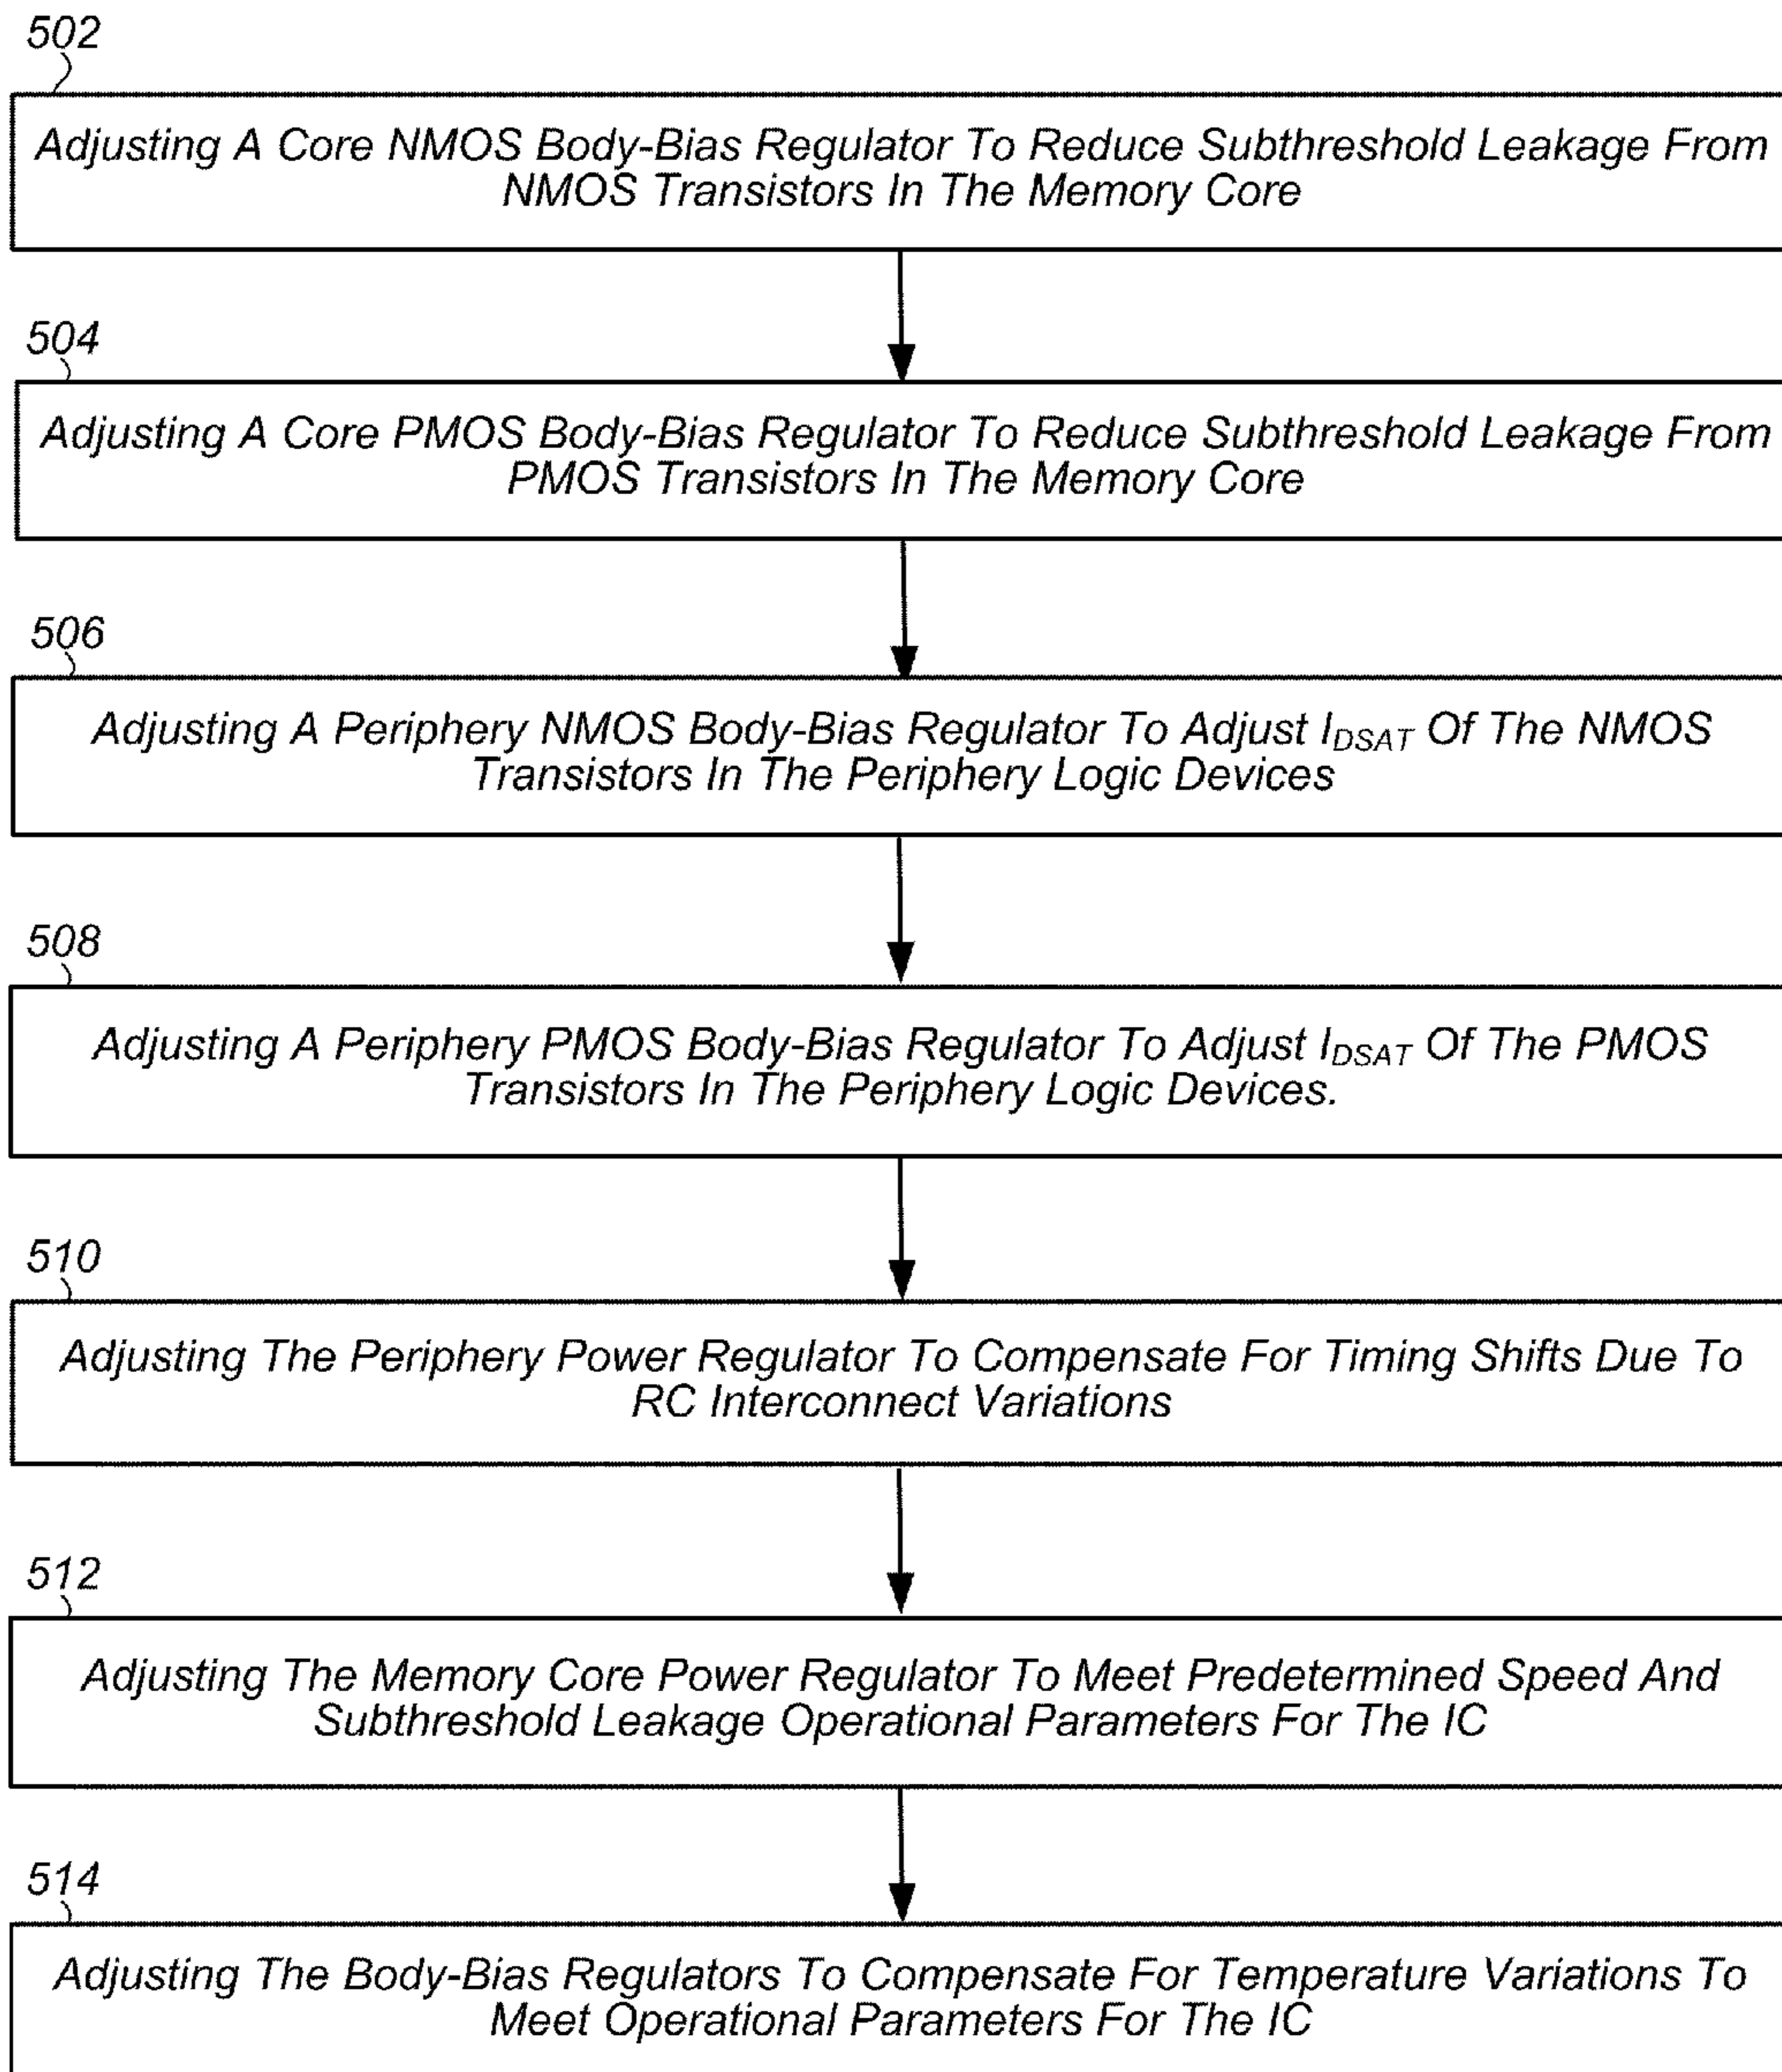 502
Adjusting A Core NMOS Body-Bias Regulator To Reduce Subthreshold Leakage From
NMOS Transistors In The Memory Core
504
Adjusting A Core PMOS Body-Bias Regulator To Reduce Subthreshold Leakage From
PMOS Transistors In The Memory Core
506
Adjusting A Periphery NMOS Body-Bias Regulator To Adjust IDSAT Of The NMOS
Transistors In The Periphery Logic Devices
508
Adjusting A Periphery PMOS Body-Bias Regulator To Adjust IDSAT Of The PMOS
Transistors In The Periphery Logic Devices.
510
Adjusting The Periphery Power Regulator To Compensate For Timing Shifts Due To
RC Interconnect Variations
512
Adjusting The Memory Core Power Regulator To Meet Predetermined Speed And
Subthreshold Leakage Operational Parameters For The IC
514
Adjusting The Body-Bias Regulators To Compensate For Temperature Variations To
Meet Operational Parameters For The IC